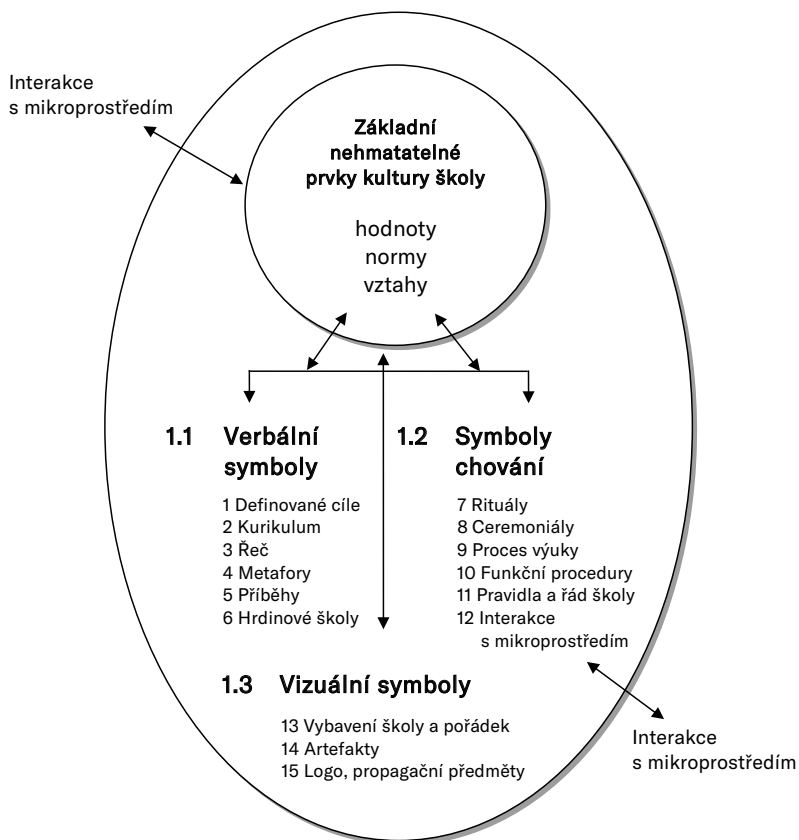 Interakce
s mikroprostředím
Základní
nehmatatelné
prvky kultury školy
hodnoty
normy
vztahy
1.1 Verbální
symboly
1 Definované cíle
2 Kurikulum
3 Řeč
4 Metafory
5 Příběhy
6 Hrdinové školy
1.2 Symboly
chování
7 Rituály
8 Ceremoniály
9 Proces výuky
10 Funkční procedury
11 Pravidla a řád školy
12 Interakce
s mikroprostředím
1.3 Vizuální symboly
13 Vybavení školy a pořádek
14 Artefakty
15 Logo, propagační předměty
Interakce
s mikroprostředím